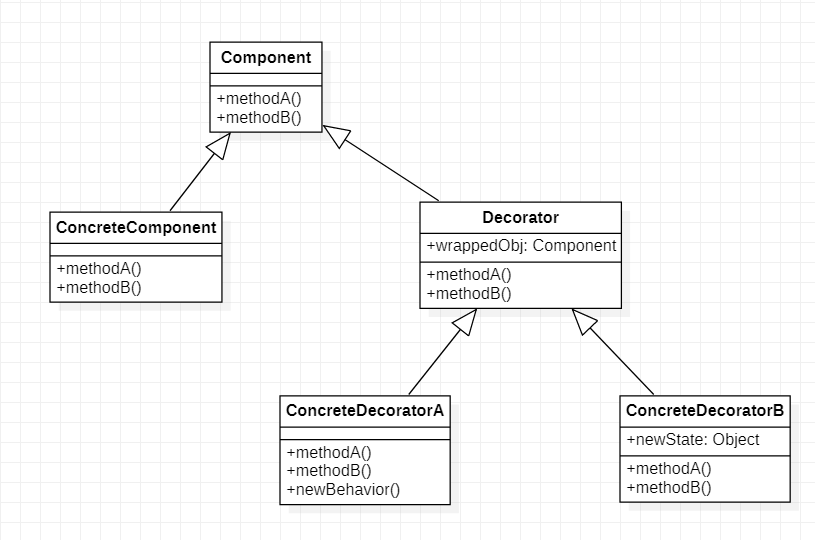 Component
+methodA()
+methodB()
ConcreteComponent
+methodA()
+methodB()
Decorator
+wrappedObj: Component
+methodA()
+methodB()
ConcreteDecoratorA
+methodA()
+methodB()
+newBehavior()
ConcreteDecoratorB
+newState: Object
+methodA()
+methodB()